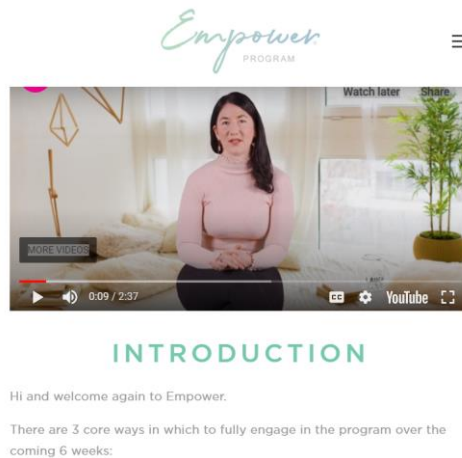 Empower
PROGRAM
Watch later Share
MORE VIDEOS
0:09 / 2:37
CC YouTube
INTRODUCTION
Hi and welcome again to Empower.
There are 3 core ways in which to fully engage in the program over the
coming 6 weeks: